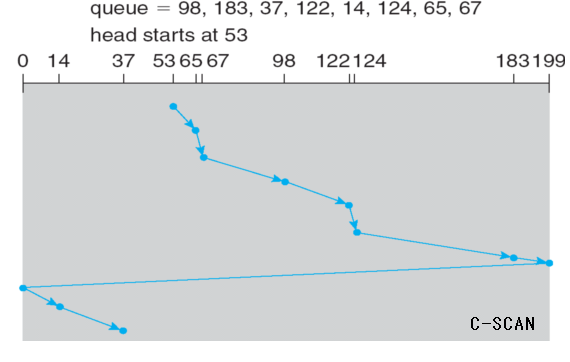 queue = 98, 183, 37, 122, 14, 124, 65, 67
head starts at 53
0 14 37 53 65 67 98 122 124 183 199
C-SCAN